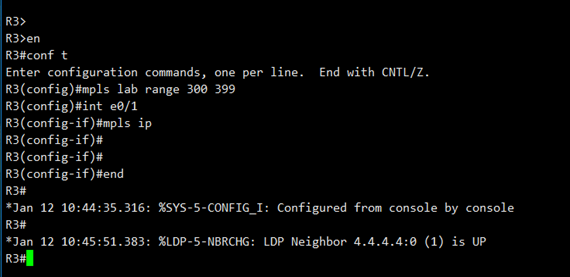 R3>
R3>en
R3#conf t
Enter configuration commands, one per line.  End with CNTL/Z.
R3(config)#mpls lab range 300 399
R3(config)#int e0/1
R3(config-if)#mpls ip
R3(config-if)#
R3(config-if)#
R3(config-if)#end
R3#
*Jan 12 10:44:35.316: %SYS-5-CONFIG_I: Configured from console by console
R3#
*Jan 12 10:45:51.383: %LDP-5-NBRCHG: LDP Neighbor 4.4.4.4:0 (1) is UP
R3#